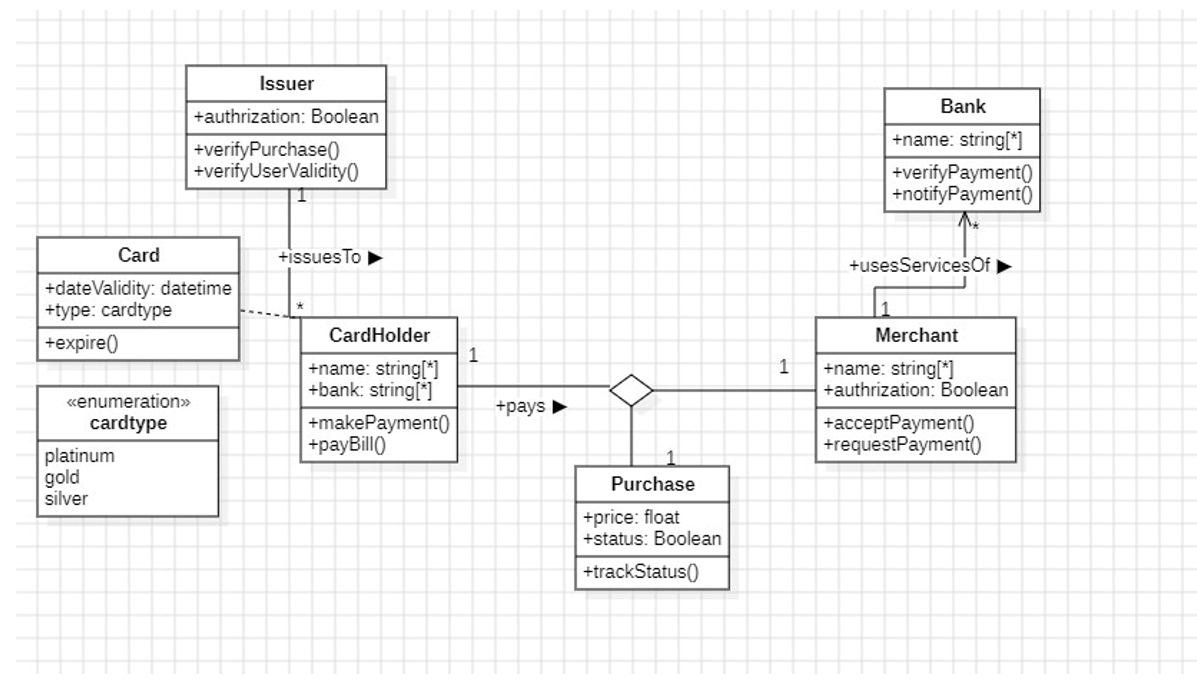 Issuer
+authrization: Boolean
+verifyPurchase()
+verifyUserValidity()
1
+issuesTo ▶
*
Bank
+name: string[*]
+verifyPayment()
+notifyPayment()
*
+usesServicesOf ▶
1
Card
+dateValidity: datetime
+type: cardtype
+expire()
«enumeration»
cardtype
platinum
gold
silver
CardHolder
+name: string[*]
+bank: string[*]
+makePayment()
+payBill()
1
+pays ▶
1
Merchant
+name: string[*]
+authrization: Boolean
+acceptPayment()
+requestPayment()
1
Purchase
+price: float
+status: Boolean
+trackStatus()